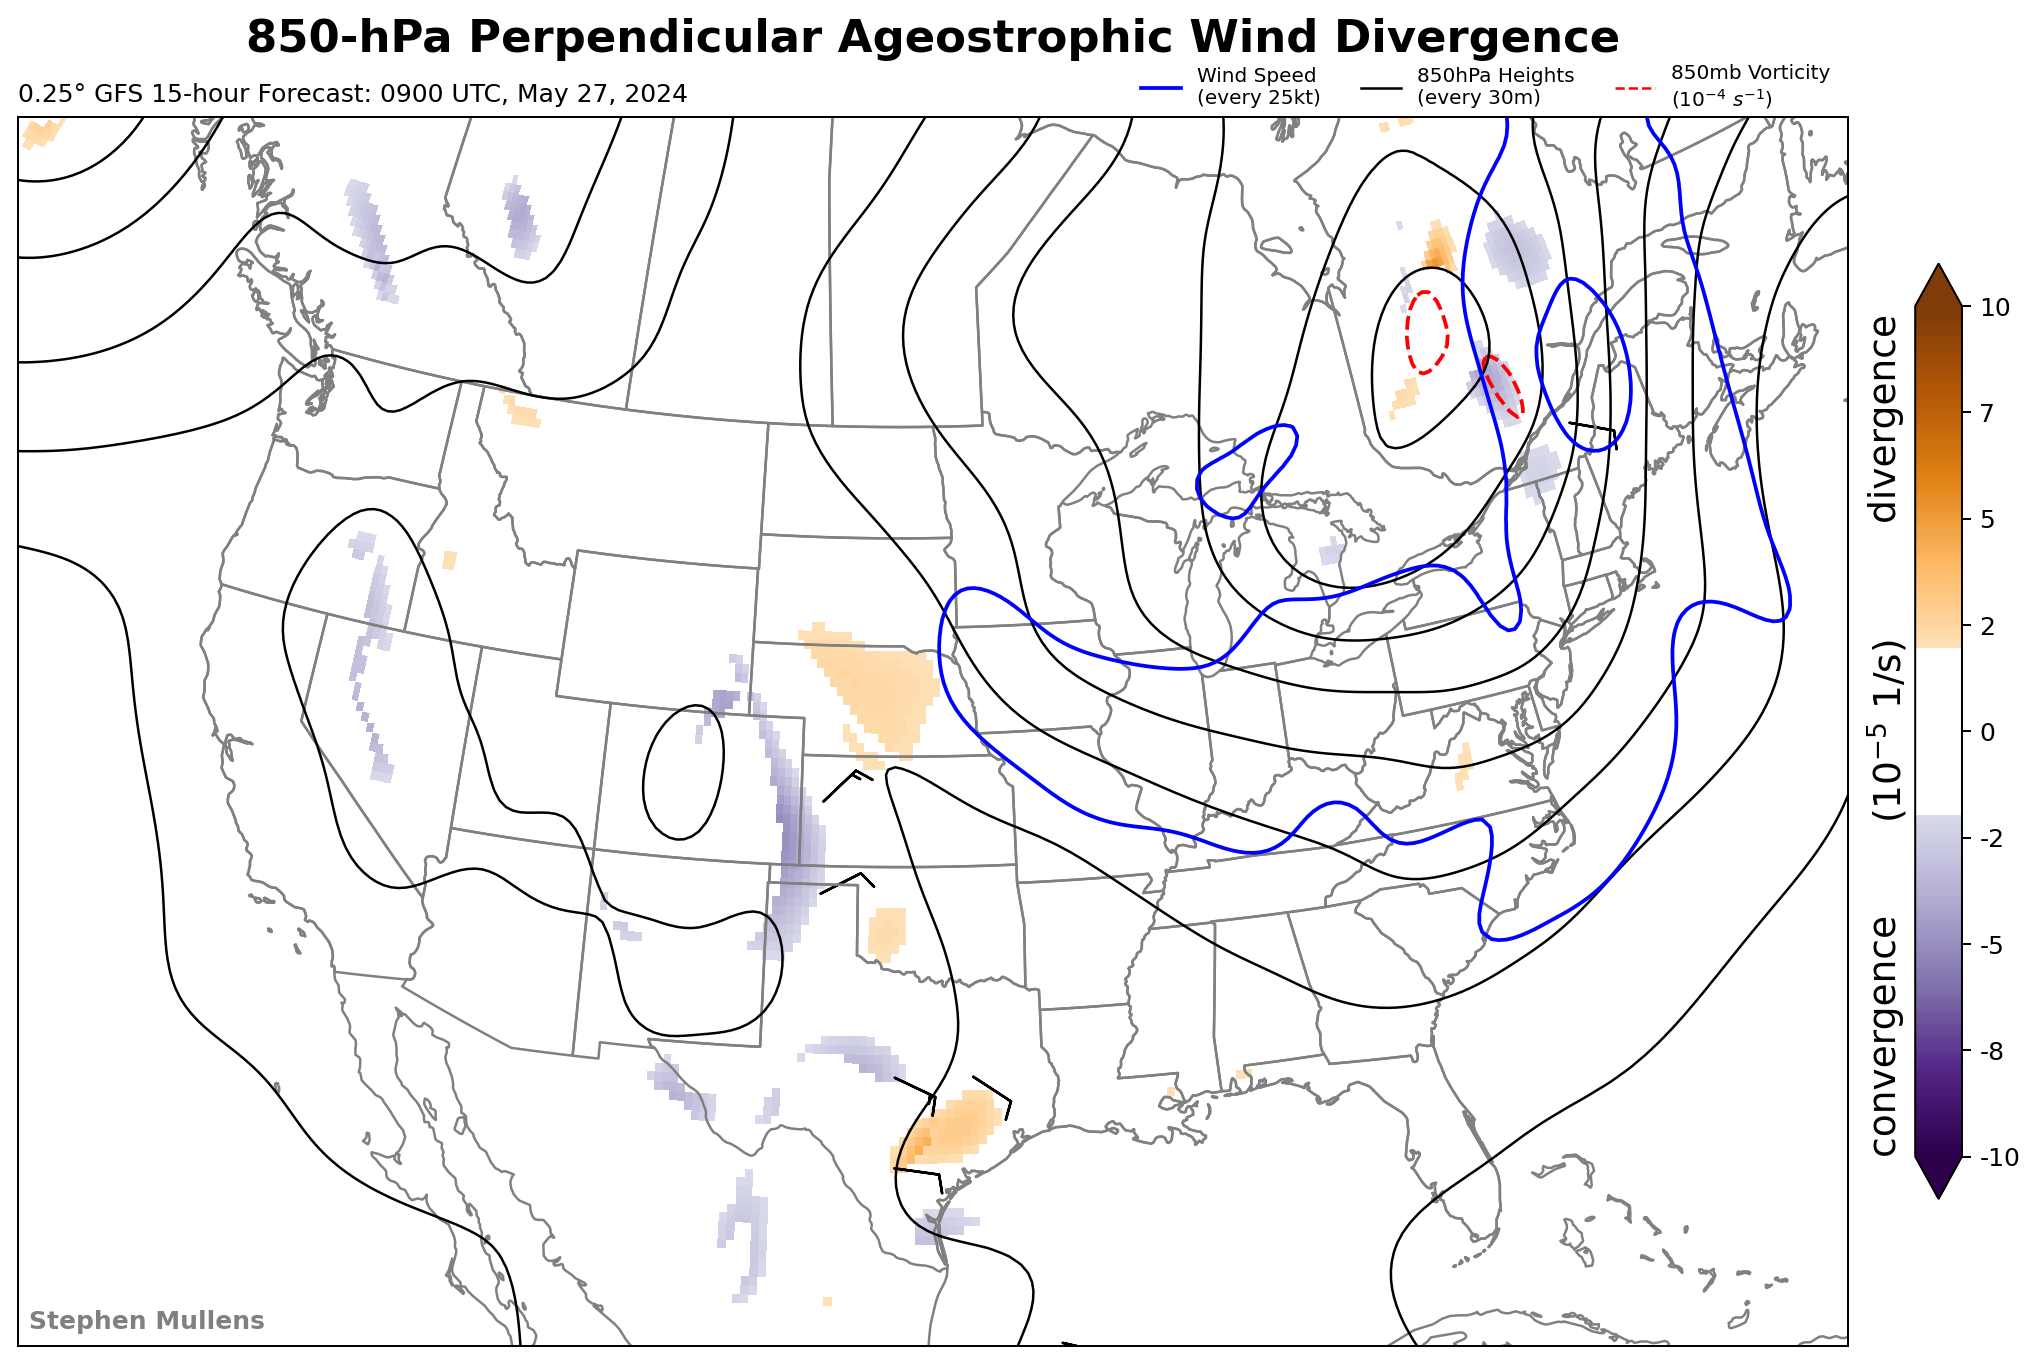 850-hPa Perpendicular Ageostrophic Wind Divergence
0.25° GFS 15-hour Forecast: 0900 UTC, May 27, 2024
Wind Speed
(every 25kt)
850hPa Heights
(every 30m)
850mb Vorticity
(10⁻⁴ s⁻¹)
10
7
5
2
0
-2
-5
-8
-10
convergence (10⁻⁵ 1/s) divergence
Stephen Mullens